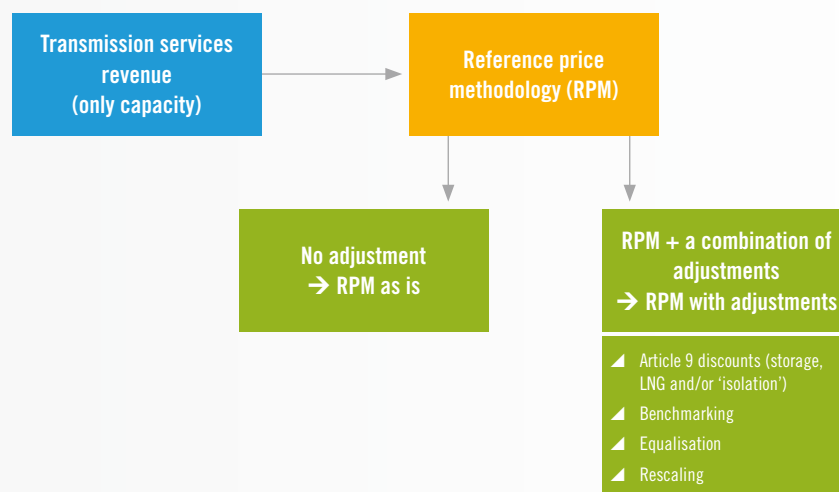 Transmission services
revenue
(only capacity)
Reference price
methodology (RPM)
No adjustment
→ RPM as is
RPM + a combination of
adjustments
→ RPM with adjustments
Article 9 discounts (storage,
LNG and/or ‘isolation’)
Benchmarking
Equalisation
Rescaling